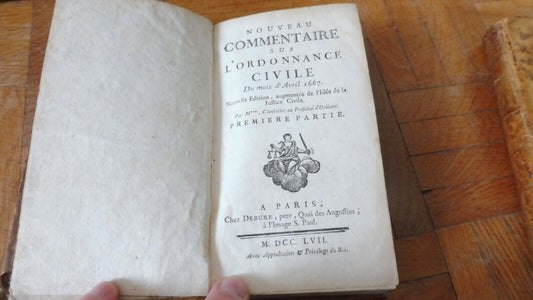 NOUVEAU
COMMENTAIRE
SUR
L'ORDONNANCE
CIVILE
Du mois d'Avril 1667.
Nouvelle Edition, augmentée de l'Idée de la
Justice Civile.
Par M***, Conseiller au Présidial d'Orléans.
PREMIERE PARTIE.
A PARIS,
Chez DEBURE, pere, Quai des Augustins;
à l'Image S. Paul.
M. DCC. LVII.
Avec Approbation & Privilege du Roi.